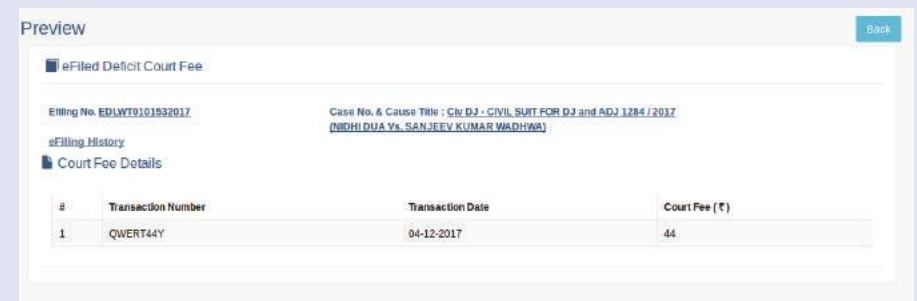 Preview
Back
eFiled Deficit Court Fee
Efiling No. EDLWT0101532017
Case No. & Cause Title : Civ DJ - CIVIL SUIT FOR DJ and ADJ 1284 / 2017
(NIDHI DUA Vs. SANJEEV KUMAR WADHWA)
eFiling History
Court Fee Details
# Transaction Number Transaction Date Court Fee ( ₹ )
1 QWERT44Y 04-12-2017 44